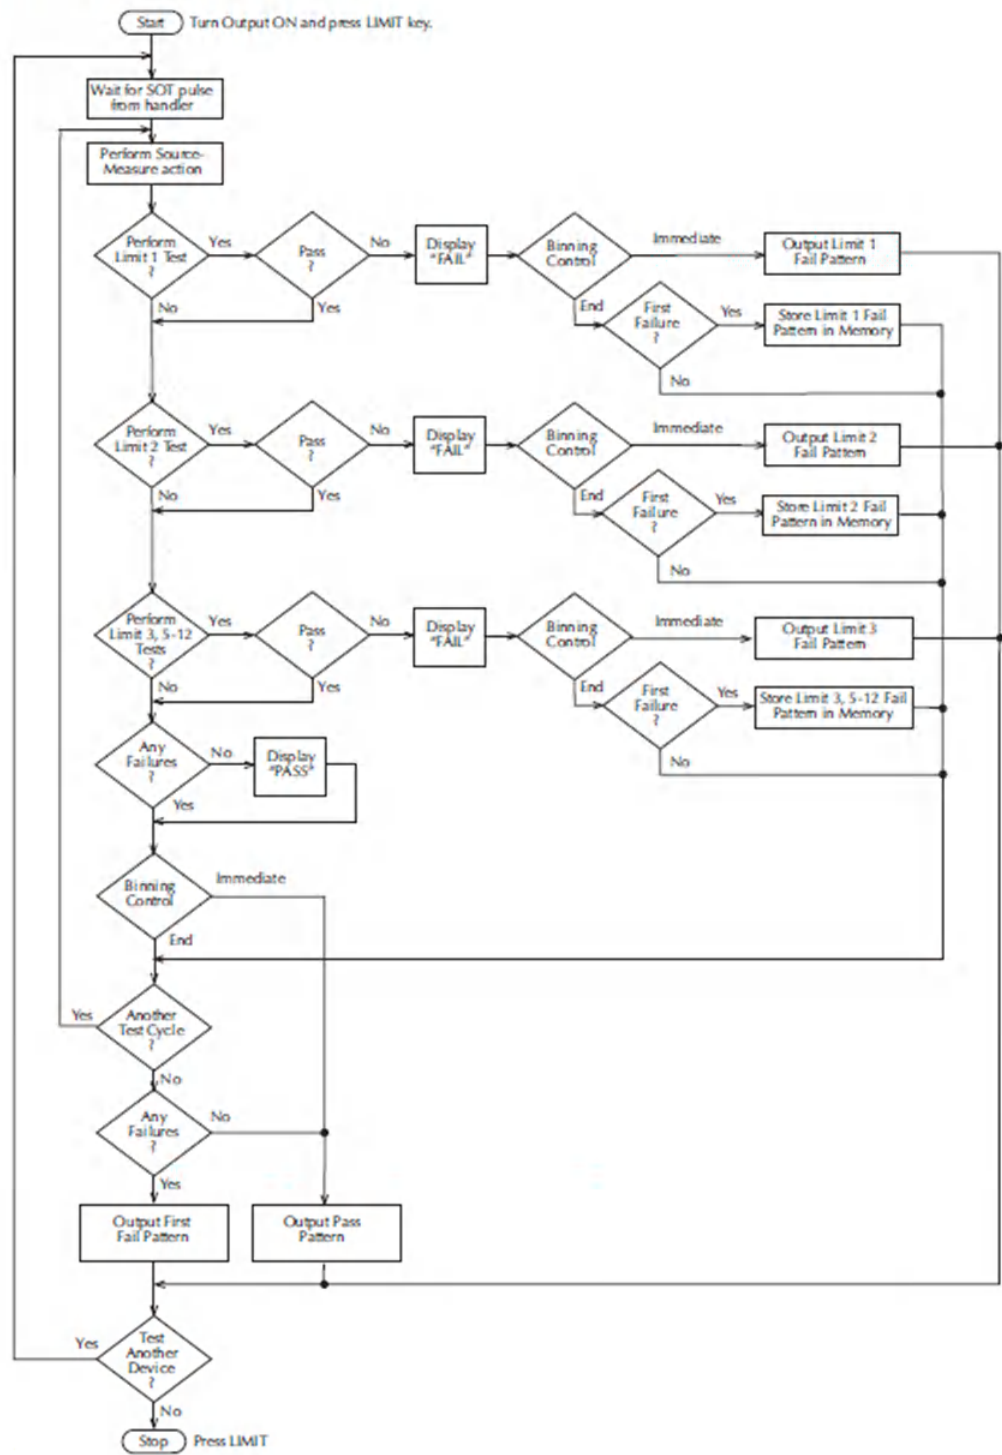 Start
Turn Output ON and press LIMIT key.
Wait for SOT pulse
from handler
Perform Source-
Measure action
Perform
Limit 1 Test
?
Yes
Pass
?
No
Display
"FAIL"
Binning
Control
Immediate
Output Limit 1
Fail Pattern
No
Yes
End
First
Failure
?
Yes
Store Limit 1 Fail
Pattern in Memory
No
Perform
Limit 2 Test
?
Yes
Pass
?
No
Display
"FAIL"
Binning
Control
Immediate
Output Limit 2
Fail Pattern
No
Yes
End
First
Failure
?
Yes
Store Limit 2 Fail
Pattern in Memory
No
Perform
Limit 3, 5-12
Tests
?
Yes
Pass
?
No
Display
"FAIL"
Binning
Control
Immediate
Output Limit 3
Fail Pattern
No
Yes
End
First
Failure
?
Yes
Store Limit 3, 5-12 Fail
Pattern in Memory
No
Any
Failures
?
No
Display
"PASS"
Yes
Binning
Control
Immediate
End
Yes
Another
Test Cycle
?
No
Any
Failures
?
No
Yes
Output First
Fail Pattern
Output Pass
Pattern
Yes
Test
Another
Device
?
No
Stop
Press LIMIT